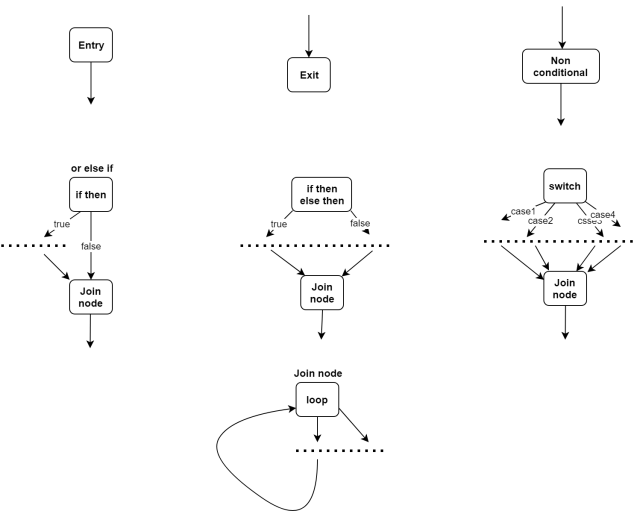 Entry
Exit
Non
conditional
or else if
if then
true
false
Join
node
if then
else then
true
false
Join
node
switch
case1
case2
csse3
case4
Join
node
Join node
loop